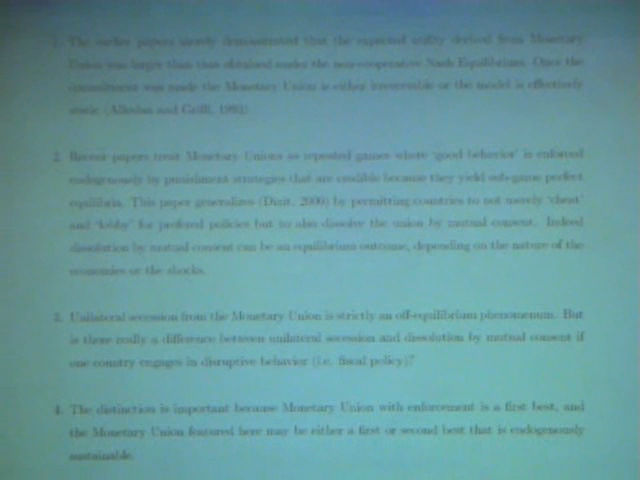 1. The earlier papers merely demonstrated that the expected utility derived from Monetary
Union was larger than that obtained under the non-cooperative Nash Equilibrium. Once the
commitment was made the Monetary Union is either irreversible or the model is effectively
static (Alesina and Grilli, 1992)
2. Recent papers treat Monetary Unions as repeated games where 'good behavior' is enforced
endogenously by punishment strategies that are credible because they yield sub-game perfect
equilibria. This paper generalizes (Dixit, 2000) by permitting countries to not merely 'cheat'
and 'lobby' for prefered policies but to also dissolve the union by mutual consent. Indeed
dissolution by mutual consent can be an equilibrium outcome, depending on the nature of the
economies or the shocks.
3. Unilateral secession from the Monetary Union is strictly an off-equilibrium phenomenum. But
is there really a difference between unilateral secession and dissolution by mutual consent if
one country engages in disruptive behavior (i.e. fiscal policy)?
4. The distinction is important because Monetary Union with enforcement is a first best, and
the Monetary Union featured here may be either a first or second best that is endogenously
sustainable.